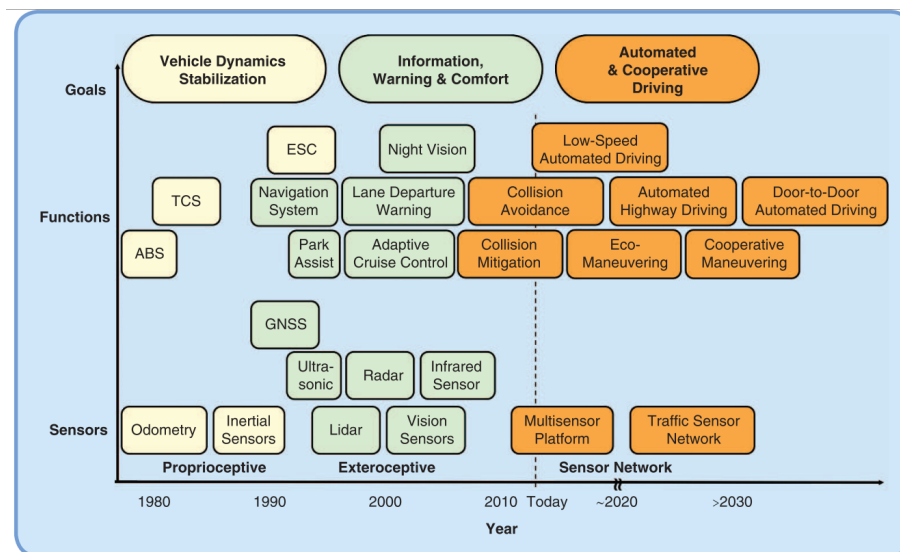 Vehicle Dynamics
Stabilization
Information,
Warning & Comfort
Automated
& Cooperative
Driving
Goals
ESC
Night Vision
Low-Speed
Automated Driving
Functions
TCS
Navigation
System
Lane Departure
Warning
Collision
Avoidance
Automated
Highway Driving
Door-to-Door
Automated Driving
ABS
Park
Assist
Adaptive
Cruise Control
Collision
Mitigation
Eco-
Maneuvering
Cooperative
Maneuvering
GNSS
Ultra-
sonic
Radar
Infrared
Sensor
Sensors
Odometry
Inertial
Sensors
Lidar
Vision
Sensors
Multisensor
Platform
Traffic Sensor
Network
Proprioceptive
Exteroceptive
Sensor Network
1980 1990 2000 2010 Today ~2020 >2030
Year